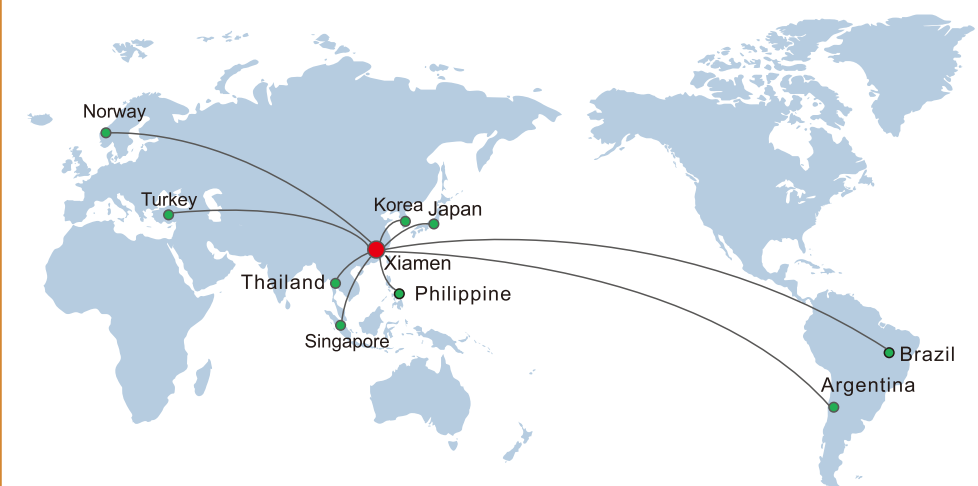 Norway
Turkey
Korea
Japan
Xiamen
Thailand
Philippine
Singapore
Brazil
Argentina